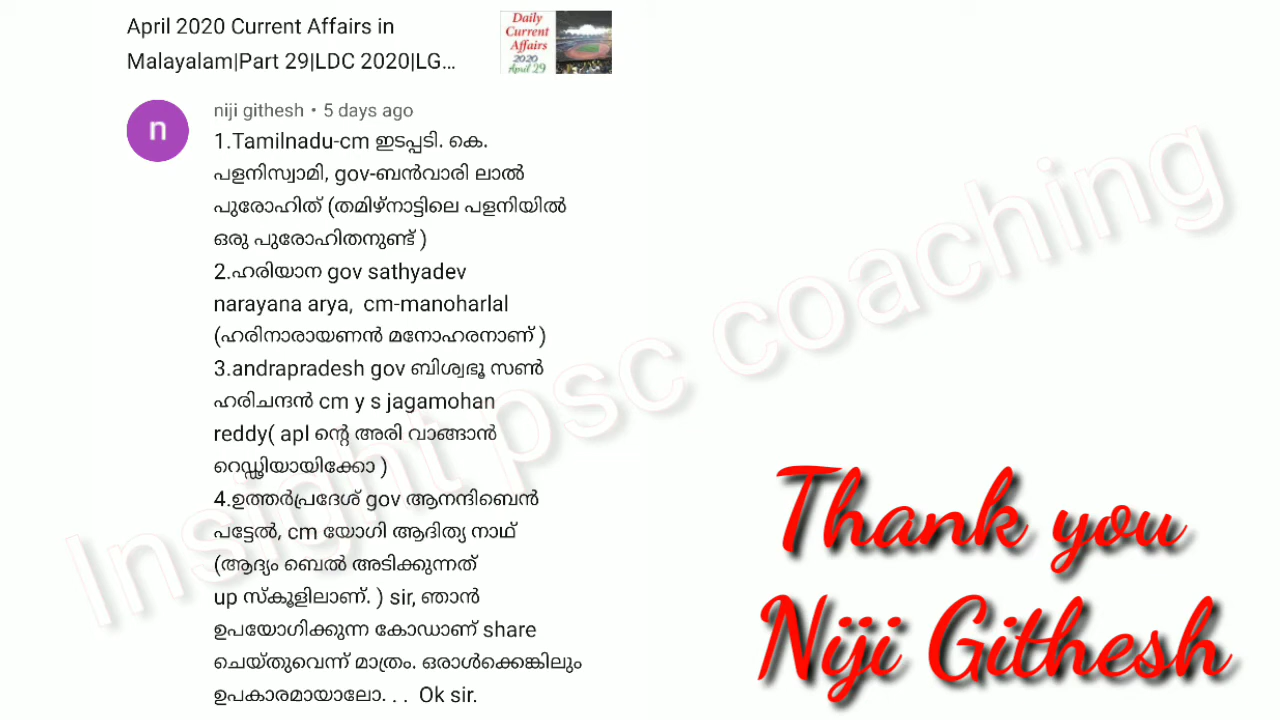 April 2020 Current Affairs in
Malayalam|Part 29|LDC 2020|LG...
Daily
Current
Affairs
2020
April 29
n
niji githesh • 5 days ago
1.Tamilnadu-cm ഇടപ്പടി. കെ.
പളനിസ്വാമി, gov-ബൻവാരി ലാൽ
പുരോഹിത് (തമിഴ്നാട്ടിലെ പളനിയിൽ
ഒരു പുരോഹിതനുണ്ട് )
2.ഹരിയാന gov sathyadev
narayana arya, cm-manoharlal
(ഹരിനാരായണൻ മനോഹരനാണ് )
3.andrapradesh gov ബിശ്വഭൂ സൺ
ഹരിചന്ദൻ cm y s jagamohan
reddy( apl ന്റെ അരി വാങ്ങാൻ
റെഡ്ഢിയായിക്കോ )
4.ഉത്തർപ്രദേശ് gov ആനന്ദിബെൻ
പട്ടേൽ, cm യോഗി ആദിത്യ നാഥ്
(ആദ്യം ബെൽ അടിക്കുന്നത്
up സ്കൂളിലാണ്. ) sir, ഞാൻ
ഉപയോഗിക്കുന്ന കോഡാണ് share
ചെയ്തുവെന്ന് മാത്രം. ഒരാൾക്കെങ്കിലും
ഉപകാരമായാലോ. . . Ok sir.
Insight psc coaching
Thank you
Niji Githesh